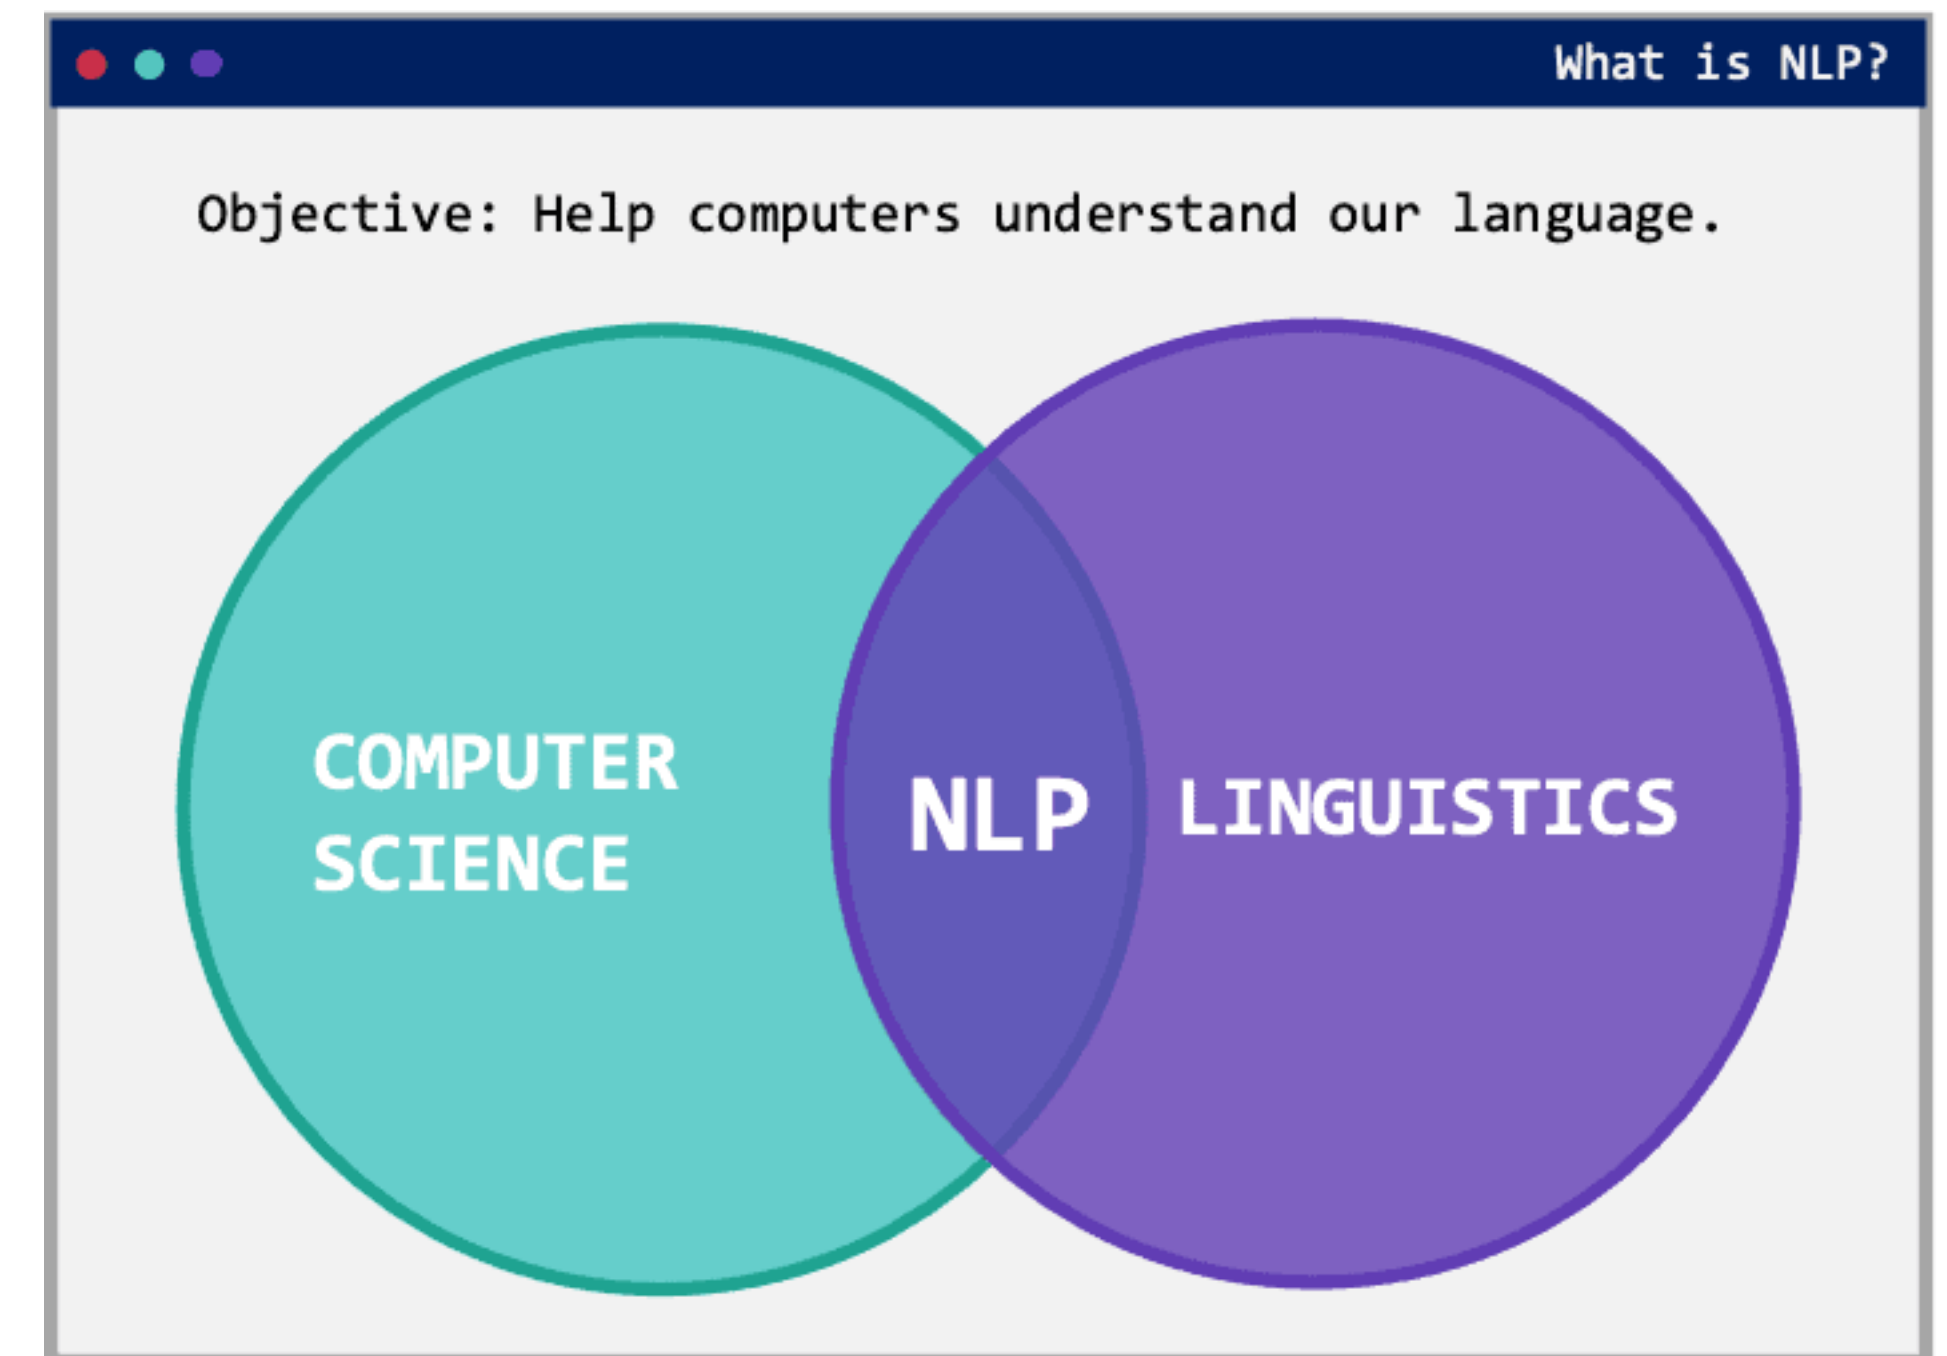 What is NLP?
Objective: Help computers understand our language.
COMPUTER
SCIENCE
NLP
LINGUISTICS